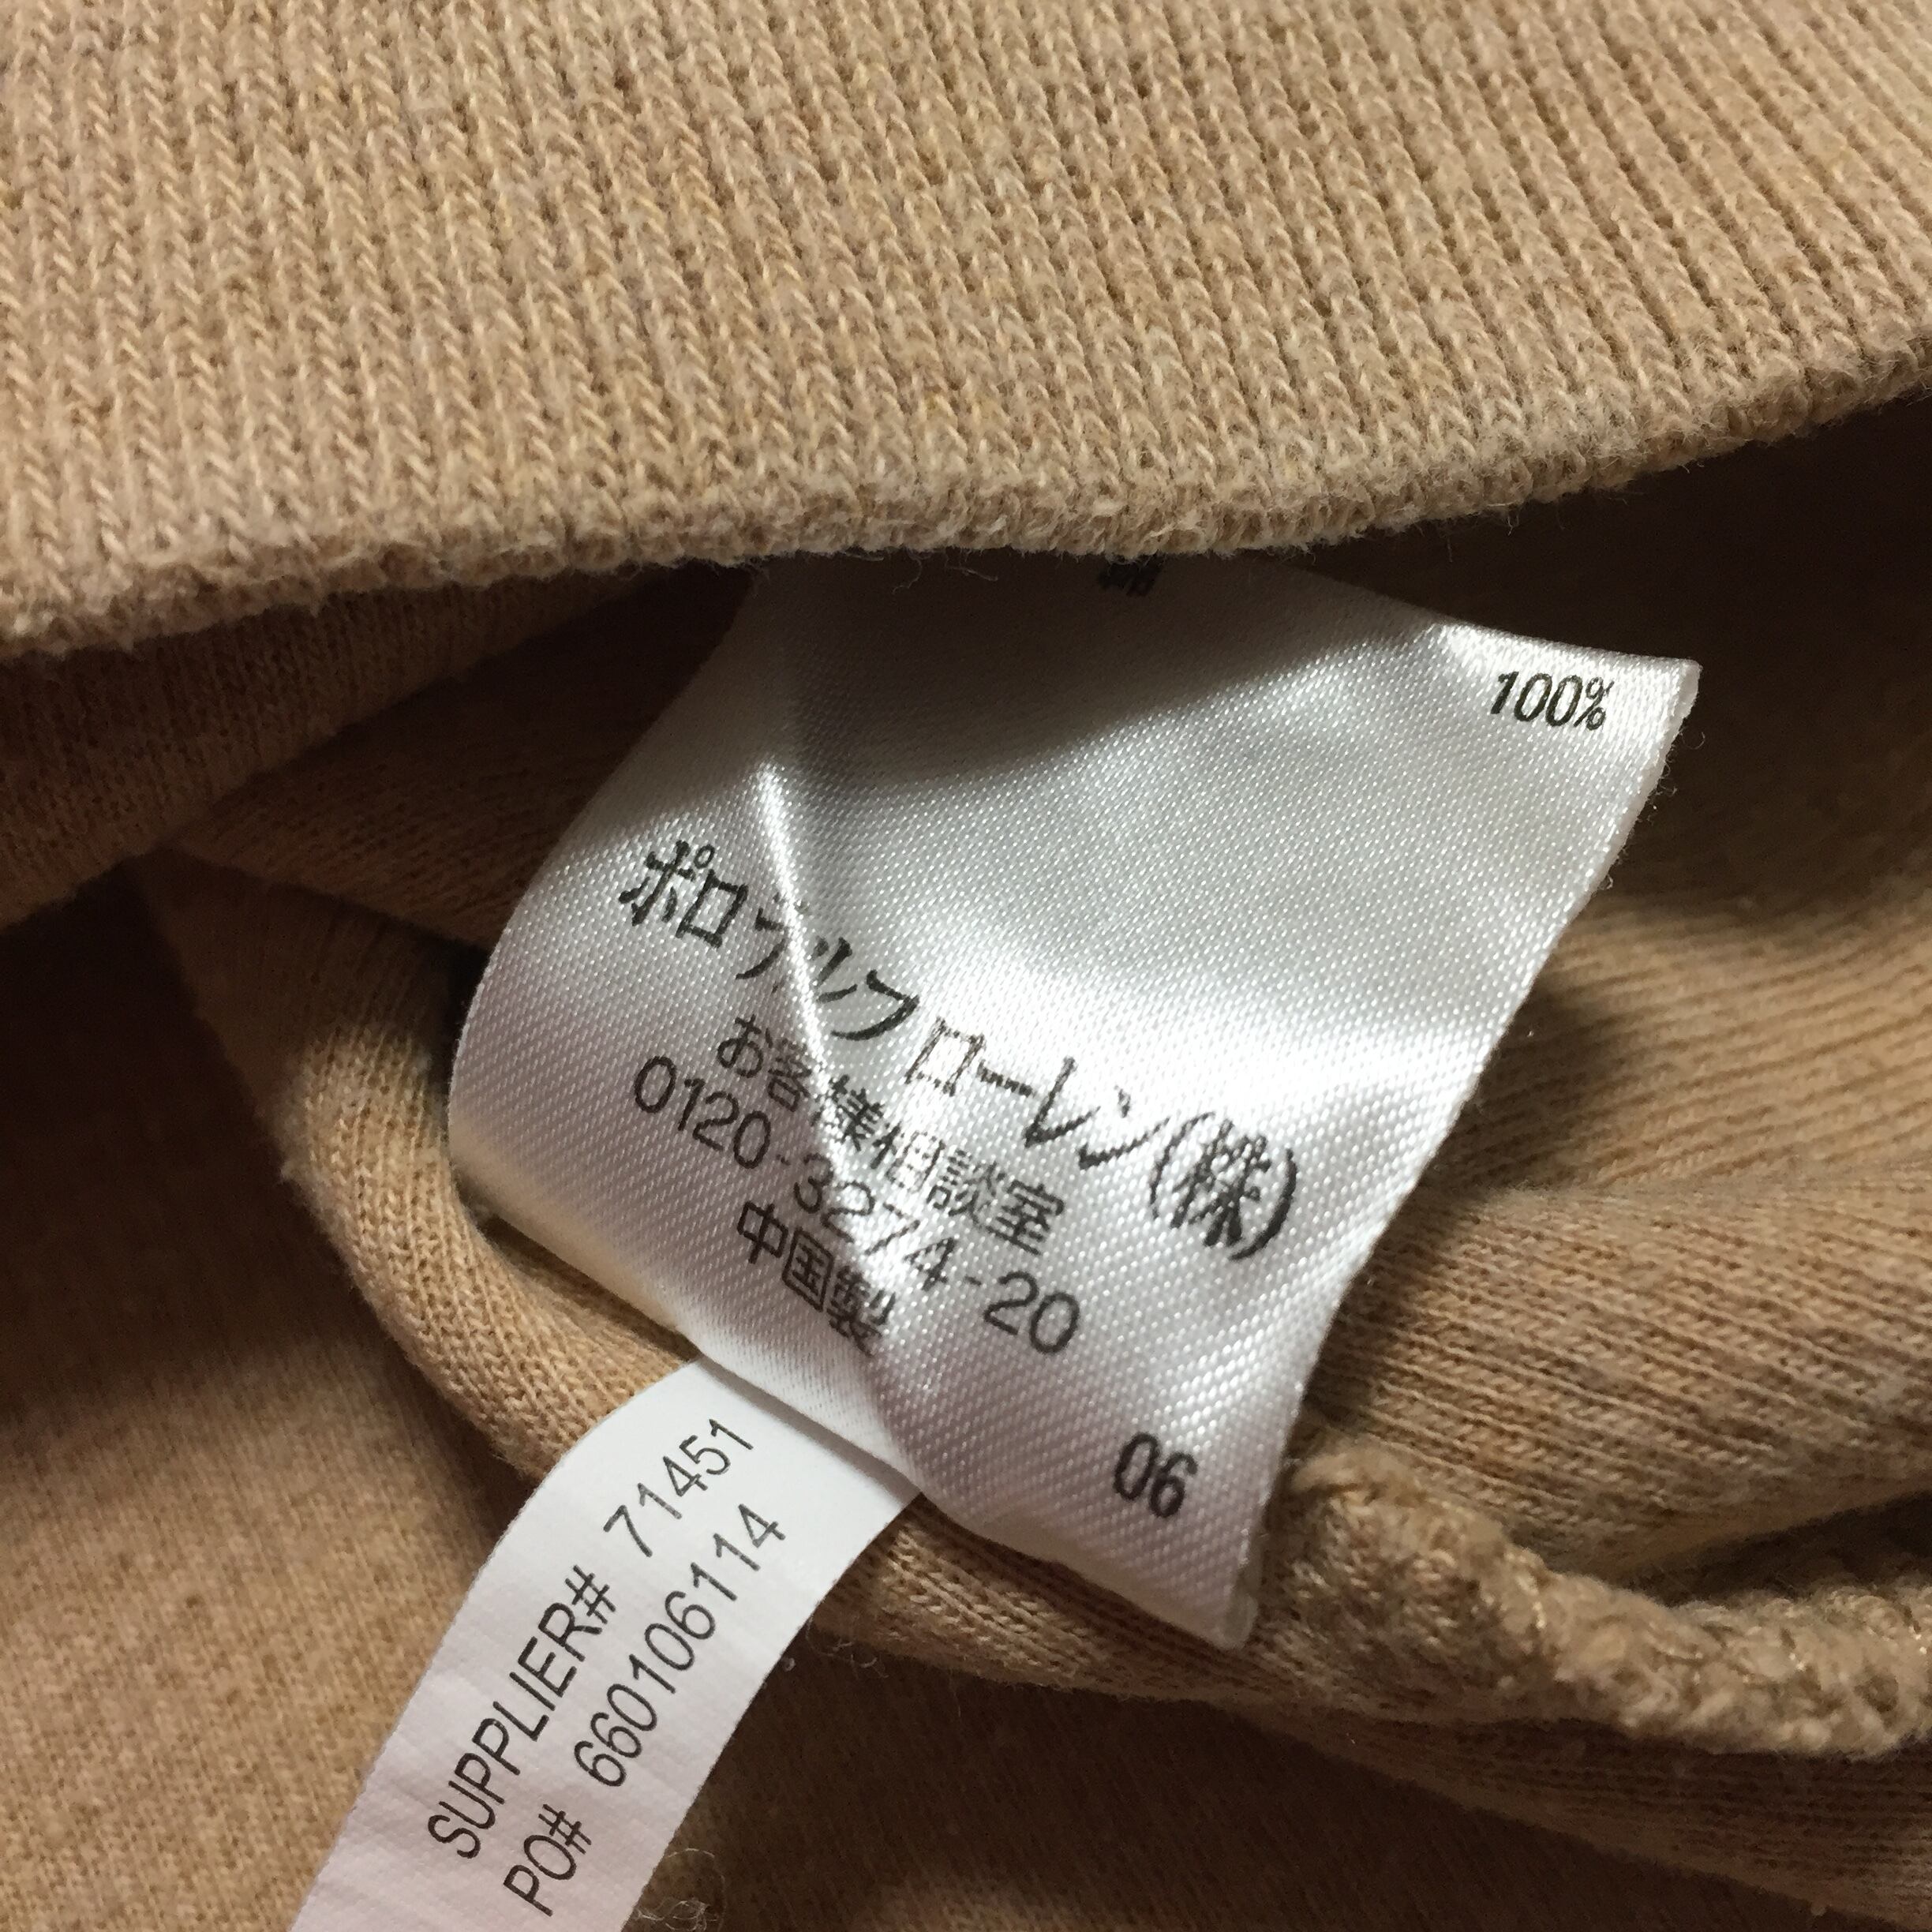 綿
100%
ポロ ラルフ ローレン(株)
お客様相談室
0120-3274-20
中国製
06
SUPPLIER# 71451
PO# 660106114